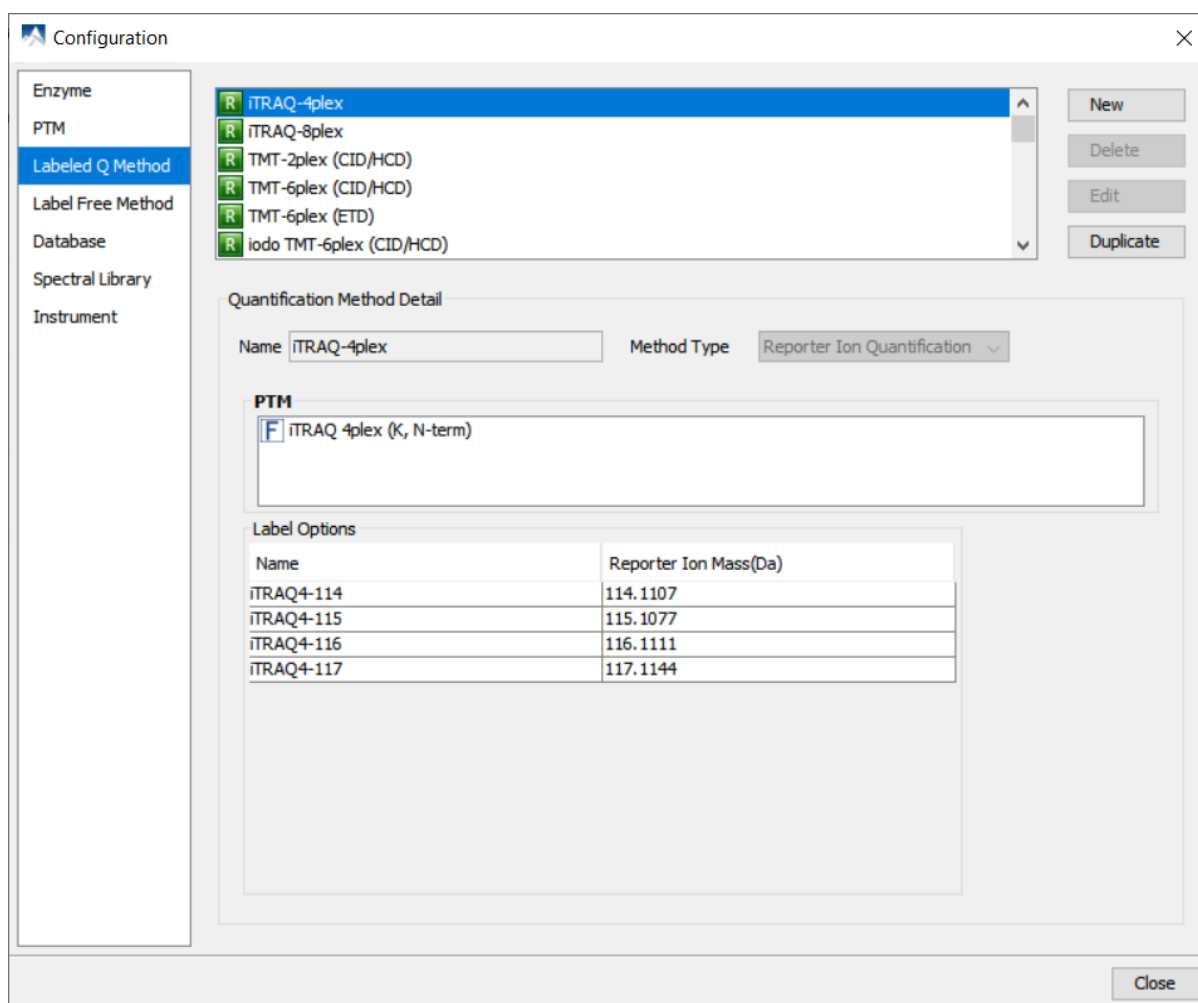 Configuration
Enzyme
PTM
Labeled Q Method
Label Free Method
Database
Spectral Library
Instrument
R iTRAQ-4plex
R iTRAQ-8plex
R TMT-2plex (CID/HCD)
R TMT-6plex (CID/HCD)
R TMT-6plex (ETD)
R iodo TMT-6plex (CID/HCD)
New
Delete
Edit
Duplicate
Quantification Method Detail
Name iTRAQ-4plex Method Type Reporter Ion Quantification
PTM
F iTRAQ 4plex (K, N-term)
Label Options
Name Reporter Ion Mass(Da)
iTRAQ4-114 114.1107
iTRAQ4-115 115.1077
iTRAQ4-116 116.1111
iTRAQ4-117 117.1144
Close